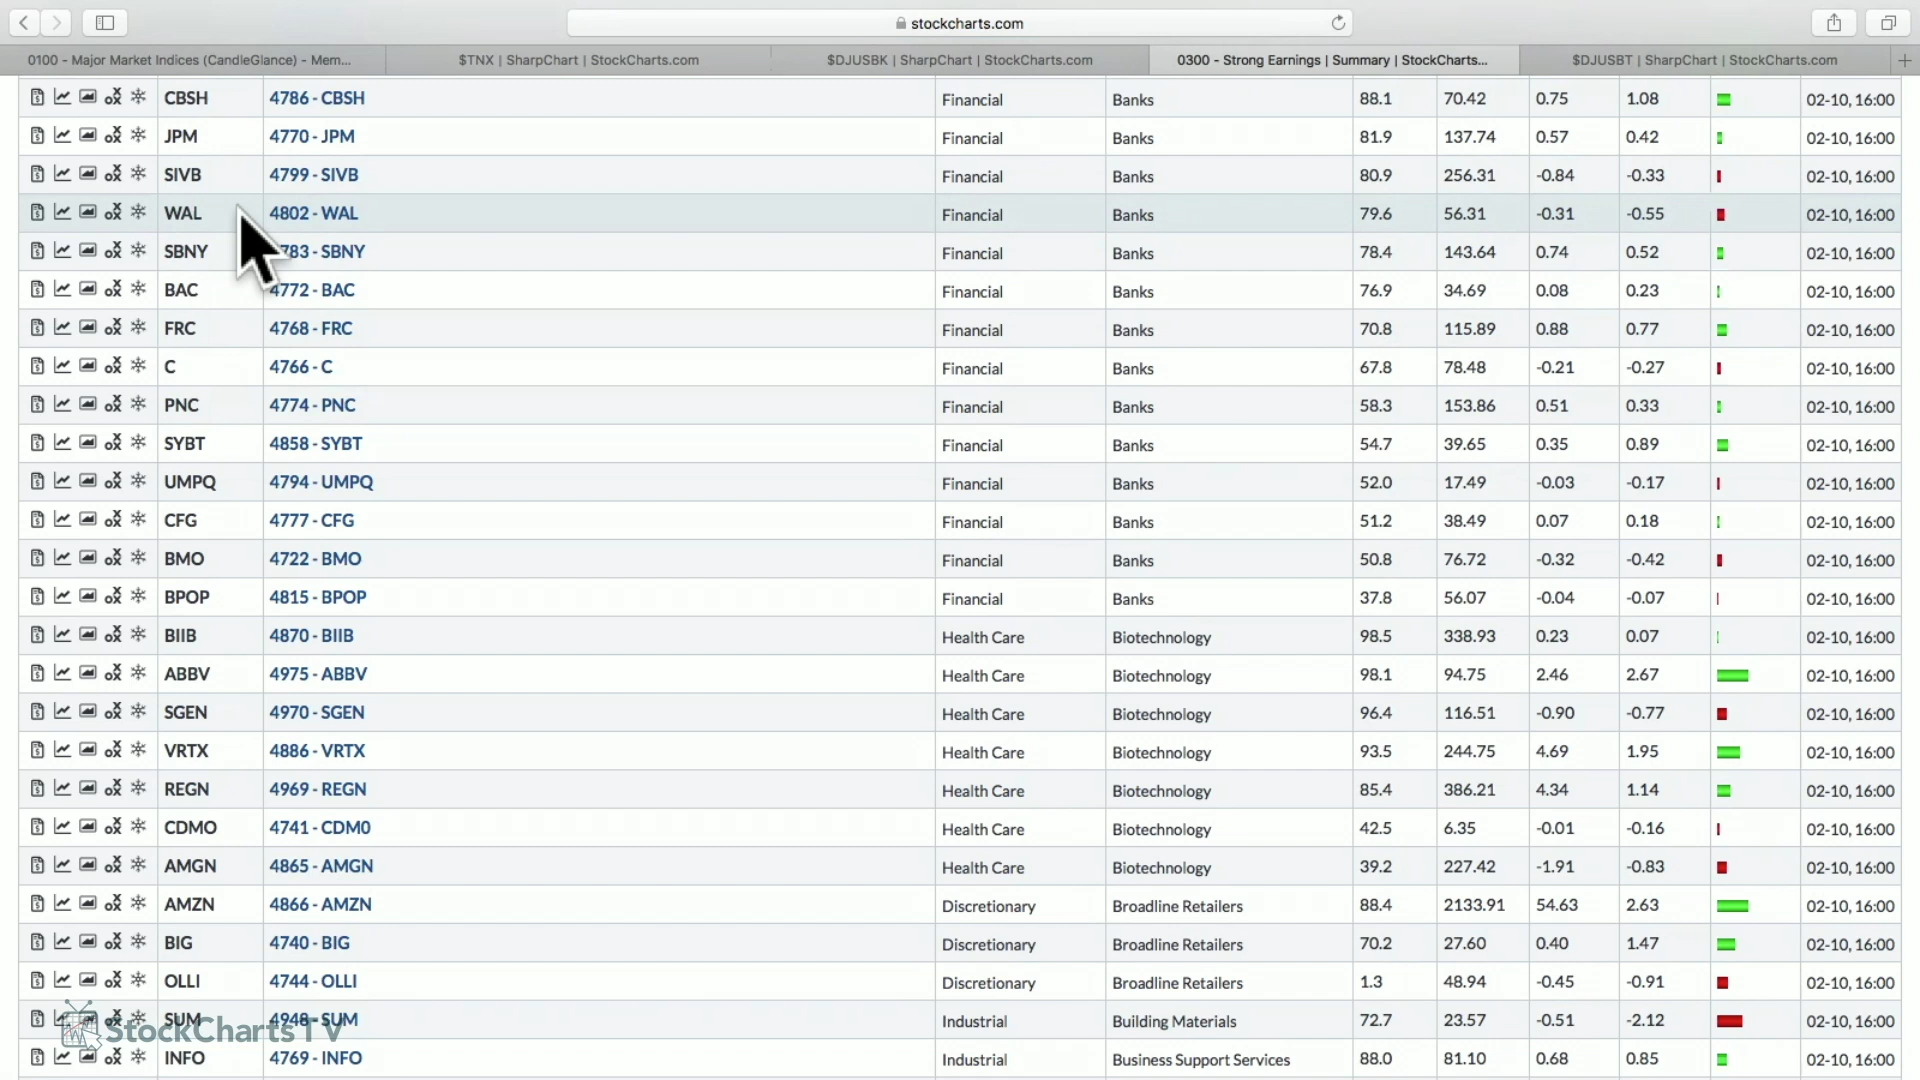 stockcharts.com
0100 - Major Market Indices (CandleGlance) - Mem... $TNX | SharpChart | StockCharts.com $DJUSBK | SharpChart | StockCharts.com 0300 - Strong Earnings | Summary | StockCharts... $DJUSBT | SharpChart | StockCharts.com
CBSH 4786 - CBSH Financial Banks 88.1 70.42 0.75 1.08 02-10, 16:00
JPM 4770 - JPM Financial Banks 81.9 137.74 0.57 0.42 02-10, 16:00
SIVB 4799 - SIVB Financial Banks 80.9 256.31 -0.84 -0.33 02-10, 16:00
WAL 4802 - WAL Financial Banks 79.6 56.31 -0.31 -0.55 02-10, 16:00
SBNY 783 - SBNY Financial Banks 78.4 143.64 0.74 0.52 02-10, 16:00
BAC 4772 - BAC Financial Banks 76.9 34.69 0.08 0.23 02-10, 16:00
FRC 4768 - FRC Financial Banks 70.8 115.89 0.88 0.77 02-10, 16:00
C 4766 - C Financial Banks 67.8 78.48 -0.21 -0.27 02-10, 16:00
PNC 4774 - PNC Financial Banks 58.3 153.86 0.51 0.33 02-10, 16:00
SYBT 4858 - SYBT Financial Banks 54.7 39.65 0.35 0.89 02-10, 16:00
UMPQ 4794 - UMPQ Financial Banks 52.0 17.49 -0.03 -0.17 02-10, 16:00
CFG 4777 - CFG Financial Banks 51.2 38.49 0.07 0.18 02-10, 16:00
BMO 4722 - BMO Financial Banks 50.8 76.72 -0.32 -0.42 02-10, 16:00
BPOP 4815 - BPOP Financial Banks 37.8 56.07 -0.04 -0.07 02-10, 16:00
BIIB 4870 - BIIB Health Care Biotechnology 98.5 338.93 0.23 0.07 02-10, 16:00
ABBV 4975 - ABBV Health Care Biotechnology 98.1 94.75 2.46 2.67 02-10, 16:00
SGEN 4970 - SGEN Health Care Biotechnology 96.4 116.51 -0.90 -0.77 02-10, 16:00
VRTX 4886 - VRTX Health Care Biotechnology 93.5 244.75 4.69 1.95 02-10, 16:00
REGN 4969 - REGN Health Care Biotechnology 85.4 386.21 4.34 1.14 02-10, 16:00
CDMO 4741 - CDM0 Health Care Biotechnology 42.5 6.35 -0.01 -0.16 02-10, 16:00
AMGN 4865 - AMGN Health Care Biotechnology 39.2 227.42 -1.91 -0.83 02-10, 16:00
AMZN 4866 - AMZN Discretionary Broadline Retailers 88.4 2133.91 54.63 2.63 02-10, 16:00
BIG 4740 - BIG Discretionary Broadline Retailers 70.2 27.60 0.40 1.47 02-10, 16:00
OLLI 4744 - OLLI Discretionary Broadline Retailers 1.3 48.94 -0.45 -0.91 02-10, 16:00
SUM 4948 - SUM Industrial Building Materials 72.7 23.57 -0.51 -2.12 02-10, 16:00
StockCharts TV
INFO 4769 - INFO Industrial Business Support Services 88.0 81.10 0.68 0.85 02-10, 16:00